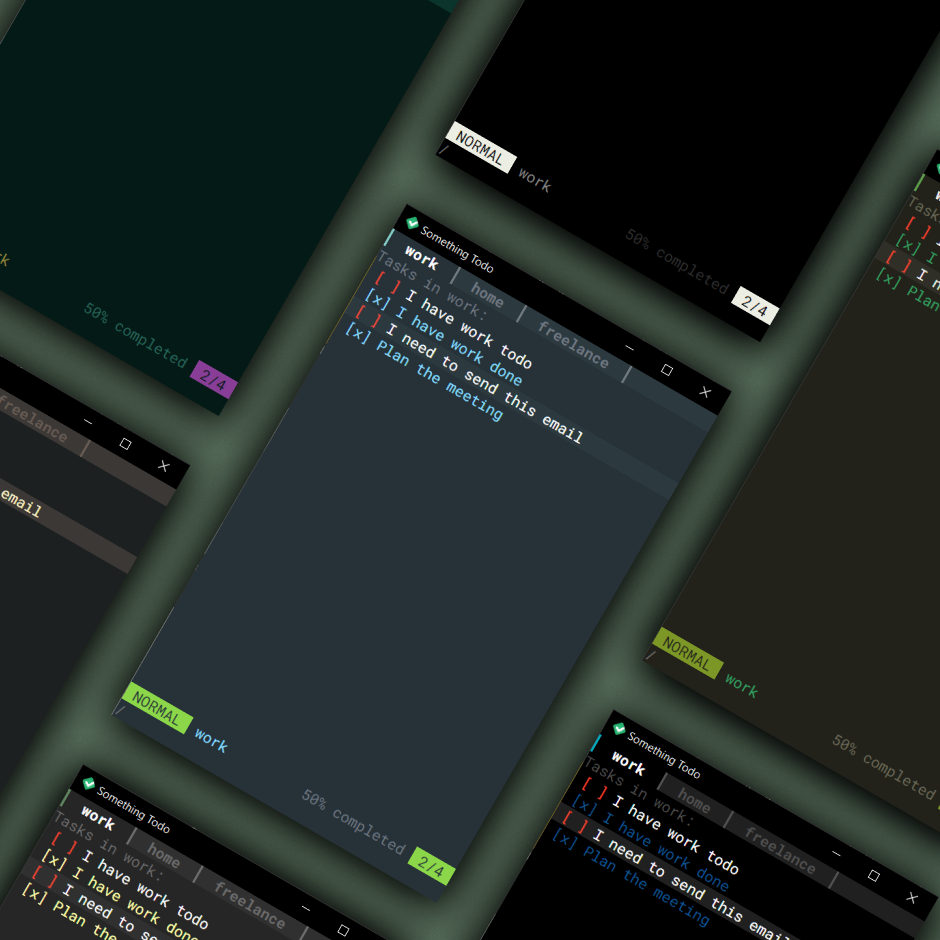 NORMAL work
/
50% completed 2/4
50% completed 2/4
freelance
email
Something Todo
work | home | freelance |
Tasks in work:
[ ] I have work todo
[x] I have work done
[ ] I need to send this email
[x] Plan the meeting
NORMAL work
/
50% completed 2/4
Tas
[ ] I
[x] I
[ ] I n
[x] Plan
NORMAL work
/
50% completed
Something Todo
work | home | freelance |
Tasks in work:
[ ] I have work todo
[x] I have work done
[ ] I need to se
[x] Plan the
Something Todo
work | home | freelance |
Tasks in work:
[ ] I have work todo
[x] I have work done
[ ] I need to send this email
[x] Plan the meeting